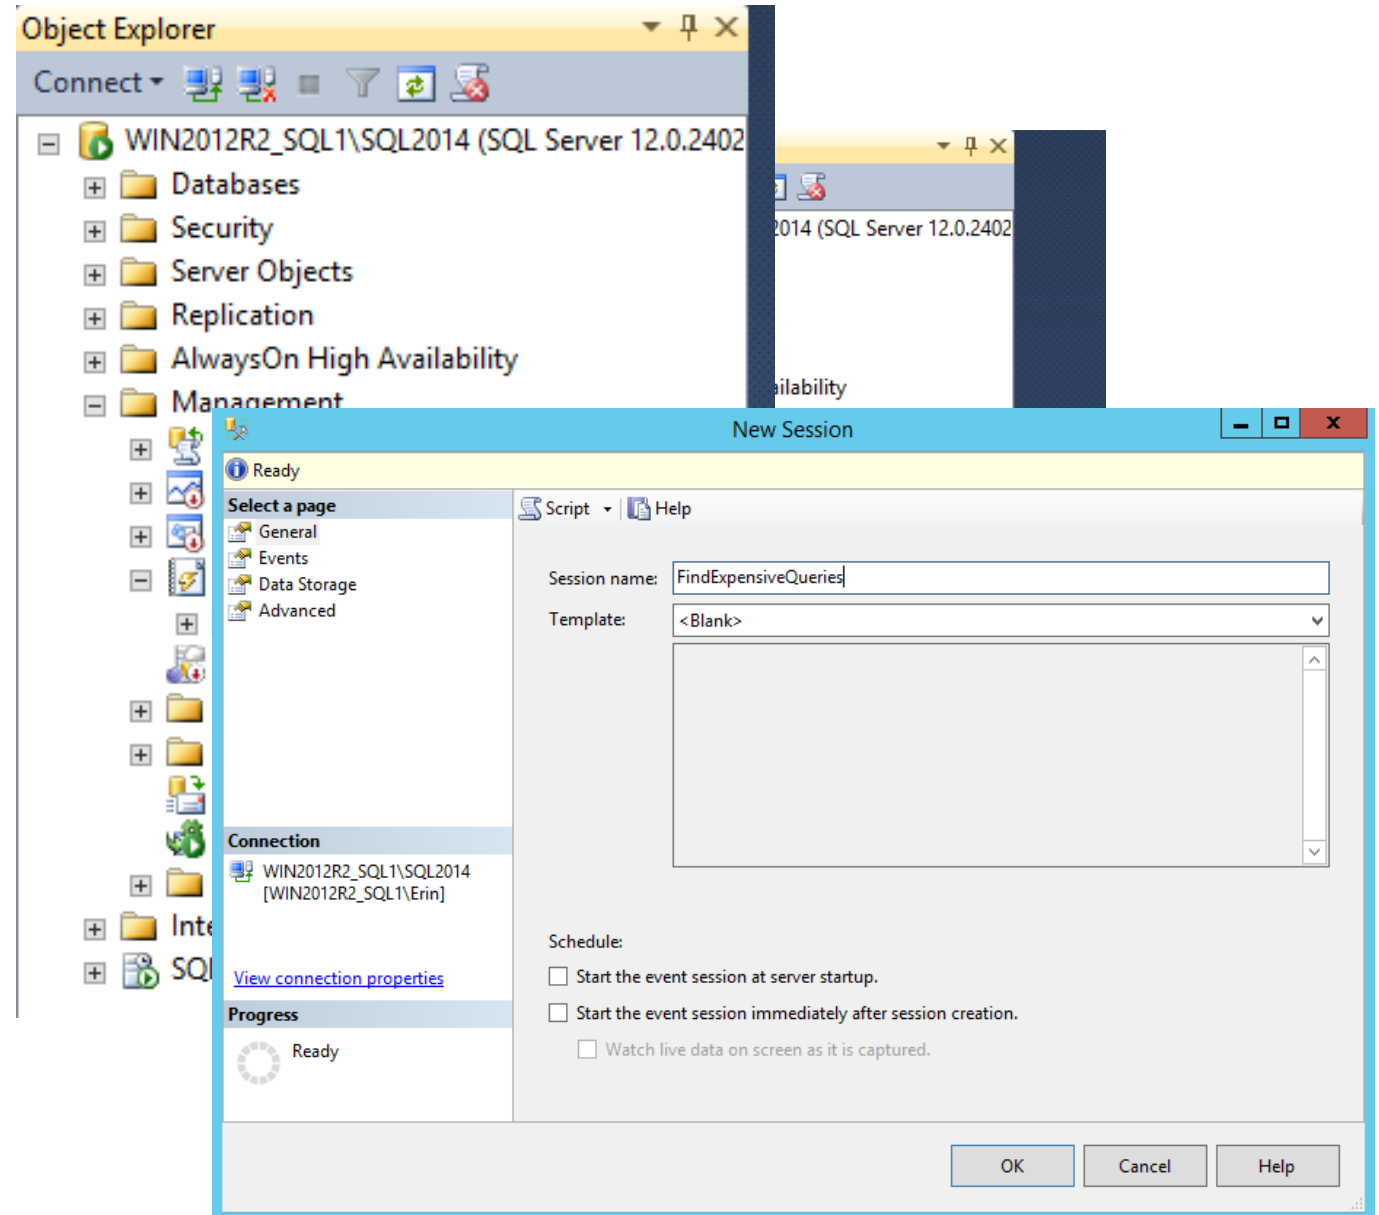 Object Explorer
Connect
WIN2012R2_SQL1\SQL2014 (SQL Server 12.0.2402
Databases
Security
Server Objects
Replication
AlwaysOn High Availability
Management
2014 (SQL Server 12.0.2402
ailability
New Session
Ready
Select a page
General
Events
Data Storage
Advanced
Script
Help
Session name: FindExpensiveQueries
Template: <Blank>
Connection
WIN2012R2_SQL1\SQL2014
[WIN2012R2_SQL1\Erin]
View connection properties
Progress
Ready
Schedule:
Start the event session at server startup.
Start the event session immediately after session creation.
Watch live data on screen as it is captured.
OK
Cancel
Help
Inte
SQL